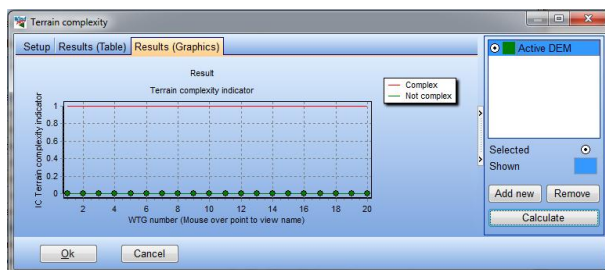 Terrain complexity
Setup Results (Table) Results (Graphics)
Result
Terrain complexity indicator
Complex
Not complex
IC Terrain complexity indicator
1
0.8
0.6
0.4
0.2
0
2 4 6 8 10 12 14 16 18 20
WTG number (Mouse over point to view name)
Active DEM
Selected
Shown
Add new Remove
Calculate
Ok Cancel